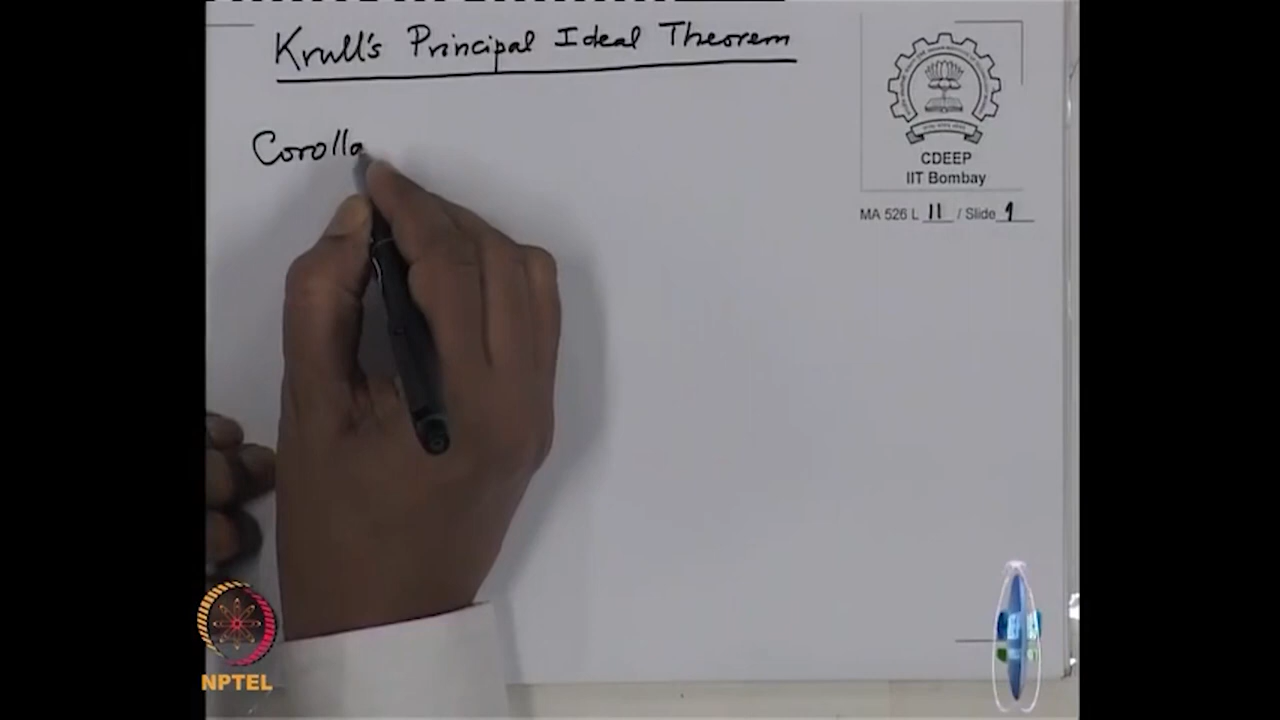 Krull's Principal Ideal Theorem
Corolla
CDEEP
IIT Bombay
MA 526 L 11 / Slide 1
NPTEL